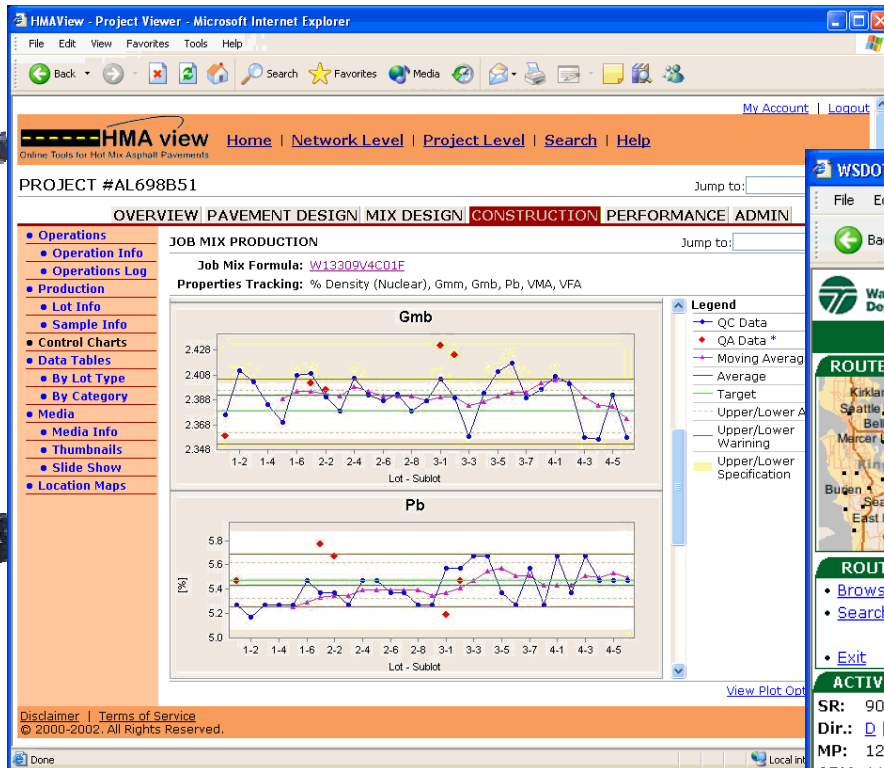 HMAView - Project Viewer - Microsoft Internet Explorer
File Edit View Favorites Tools Help
Back Search Favorites Media
My Account | Logout
HMA view
Online Tools for Hot Mix Asphalt Pavements
Home | Network Level | Project Level | Search | Help
PROJECT #AL698B51
Jump to:
OVERVIEW PAVEMENT DESIGN MIX DESIGN CONSTRUCTION PERFORMANCE ADMIN
• Operations
• Operation Info
• Operations Log
• Production
• Lot Info
• Sample Info
• Control Charts
• Data Tables
• By Lot Type
• By Category
• Media
• Media Info
• Thumbnails
• Slide Show
• Location Maps
JOB MIX PRODUCTION
Jump to:
Job Mix Formula: W13309V4C01F
Properties Tracking: % Density (Nuclear), Gmm, Gmb, Pb, VMA, VFA
Gmb
2.428
2.408
2.388
2.368
2.348
1-2 1-4 1-6 2-2 2-4 2-6 2-8 3-1 3-3 3-5 3-7 4-1 4-3 4-5
Lot - Sublot
Pb
[%]
5.8
5.6
5.4
5.2
5.0
1-2 1-4 1-6 2-2 2-4 2-6 2-8 3-1 3-3 3-5 3-7 4-1 4-3 4-5
Lot - Sublot
Legend
QC Data
QA Data *
Moving Averag
Average
Target
Upper/Lower A
Upper/Lower
Warining
Upper/Lower
Specification
View Plot Opt
Disclaimer | Terms of Service
© 2000-2002. All Rights Reserved.
Done
Local int
WSDOT
File E
Ba
Wa
De
ROUTE
Kirklan
Seattle
Bel
Mercer
King
Burien
Sea
East
ROUT
• Brows
• Search
• Exit
ACTIV
SR: 90
Dir.: D
MP: 12